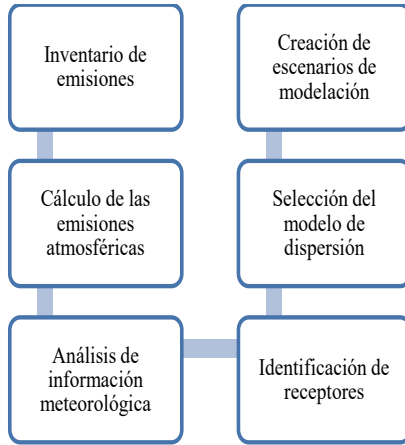 Inventario de
emisiones
Cálculo de las
emisiones
atmosféricas
Análisis de
información
meteorológica
Identificación de
receptores
Selección del
modelo de
dispersión
Creación de
escenarios de
modelación